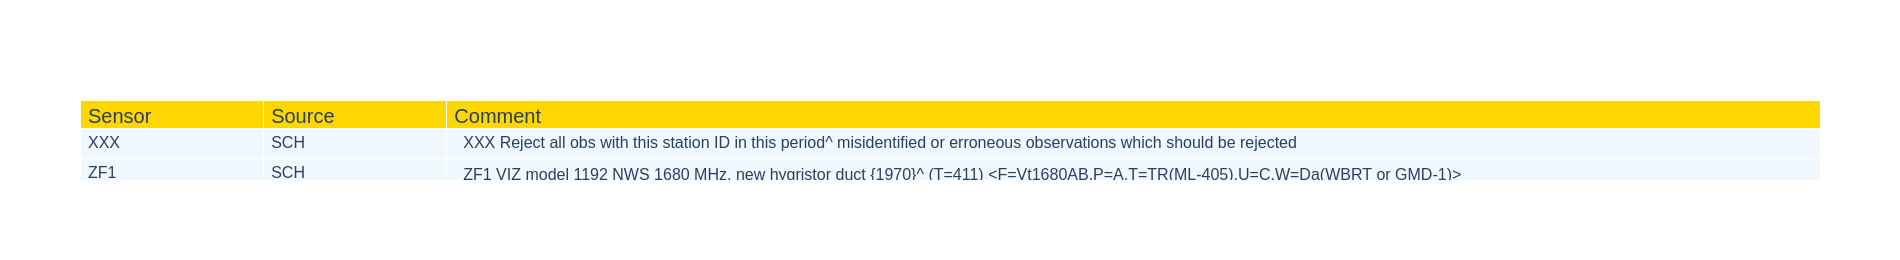 Sensor Source Comment
XXX SCH XXX Reject all obs with this station ID in this period^ misidentified or erroneous observations which should be rejected
ZF1 SCH ZF1 VIZ model 1192 NWS 1680 MHz, new hygristor duct {1970}^ (T=411) <F=Vt1680AB,P=A,T=TR(ML-405),U=C,W=Da(WBRT or GMD-1)>